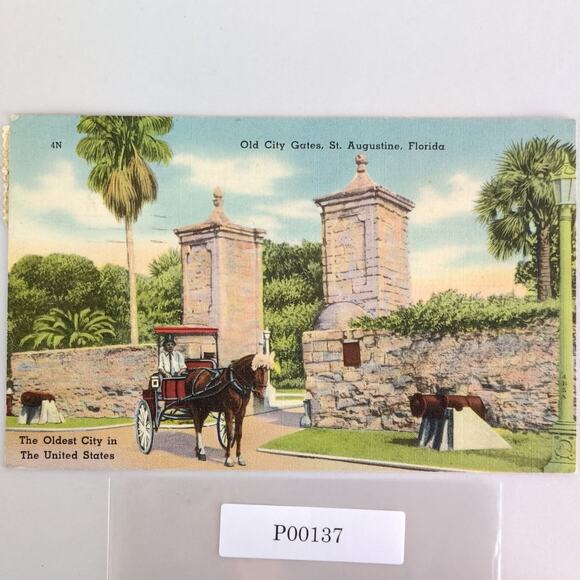 4N
Old City Gates, St. Augustine, Florida
The Oldest City in
The United States
P00137